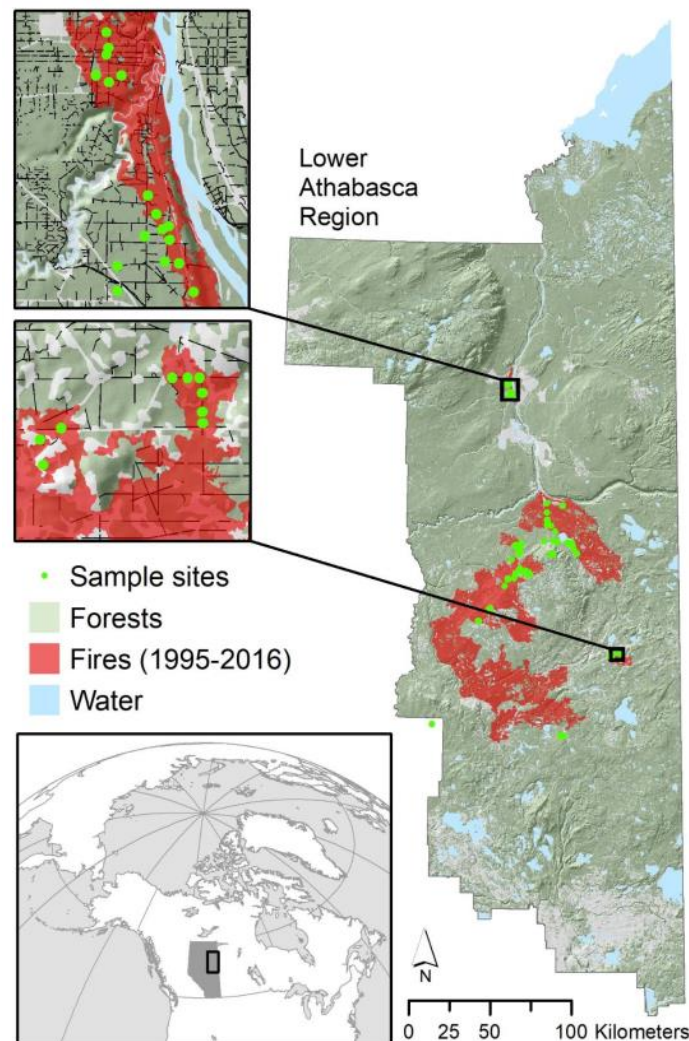 Lower
Athabasca
Region
Sample sites
Forests
Fires (1995-2016)
Water
N
0 25 50 100 Kilometers